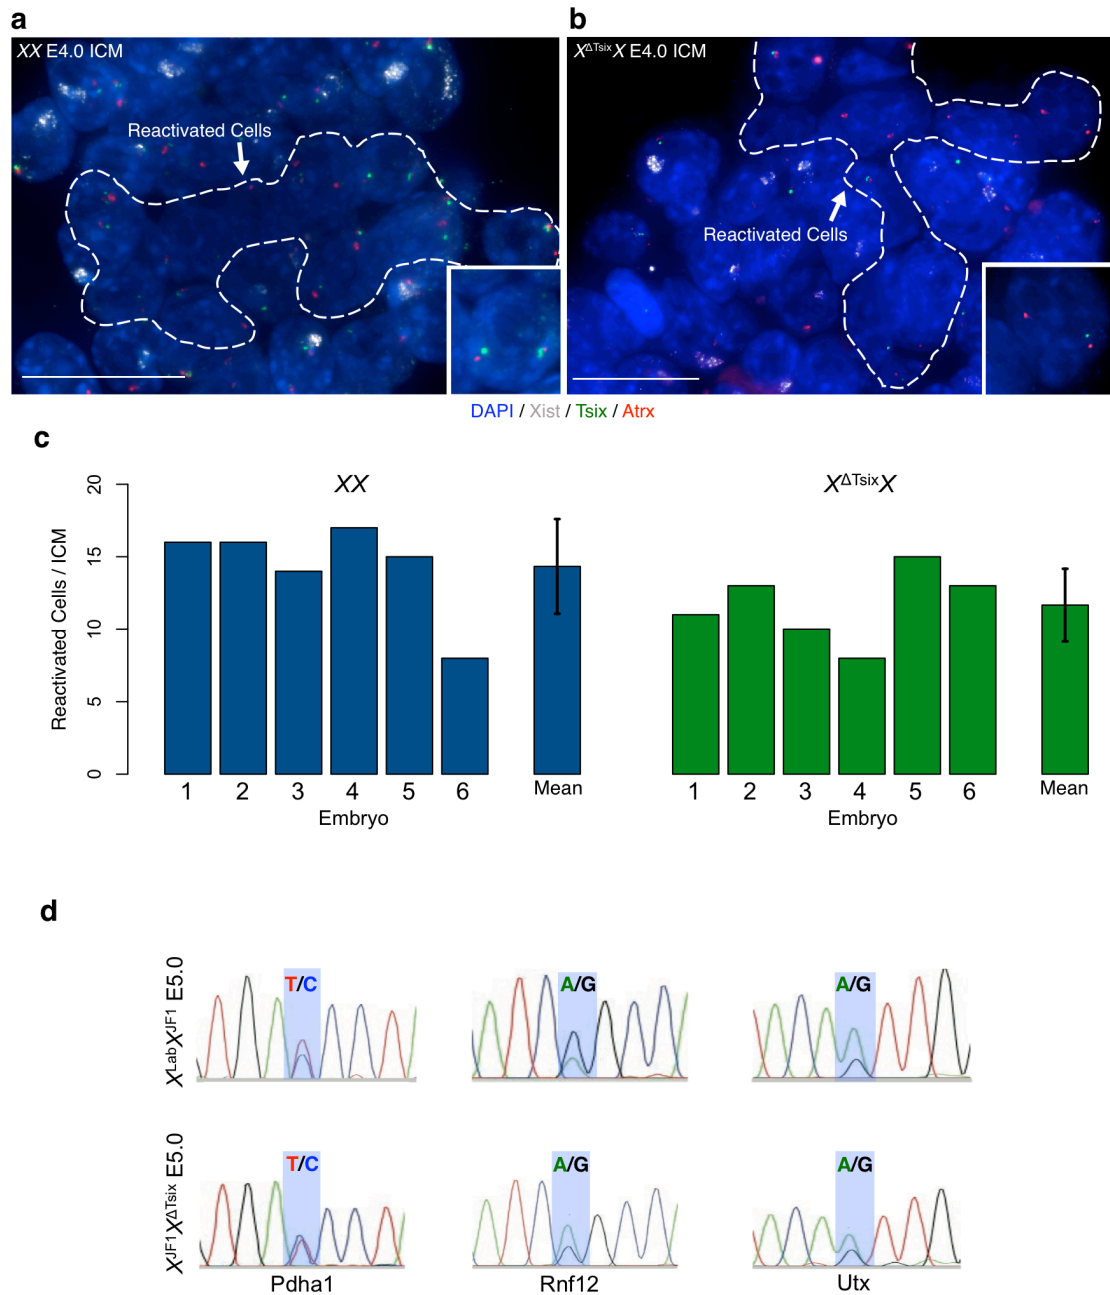 a
XX E4.0 ICM
Reactivated Cells
b
XΔTsixX E4.0 ICM
Reactivated Cells
DAPI / Xist / Tsix / Atrx
c
XX
XΔTsixX
Reactivated Cells / ICM
20
15
10
5
0
1 2 3 4 5 6 Mean
Embryo
1 2 3 4 5 6 Mean
Embryo
d
XLabXJF1 E5.0
T/C
A/G
A/G
XJF1XΔTsix E5.0
T/C
A/G
A/G
Pdha1
Rnf12
Utx